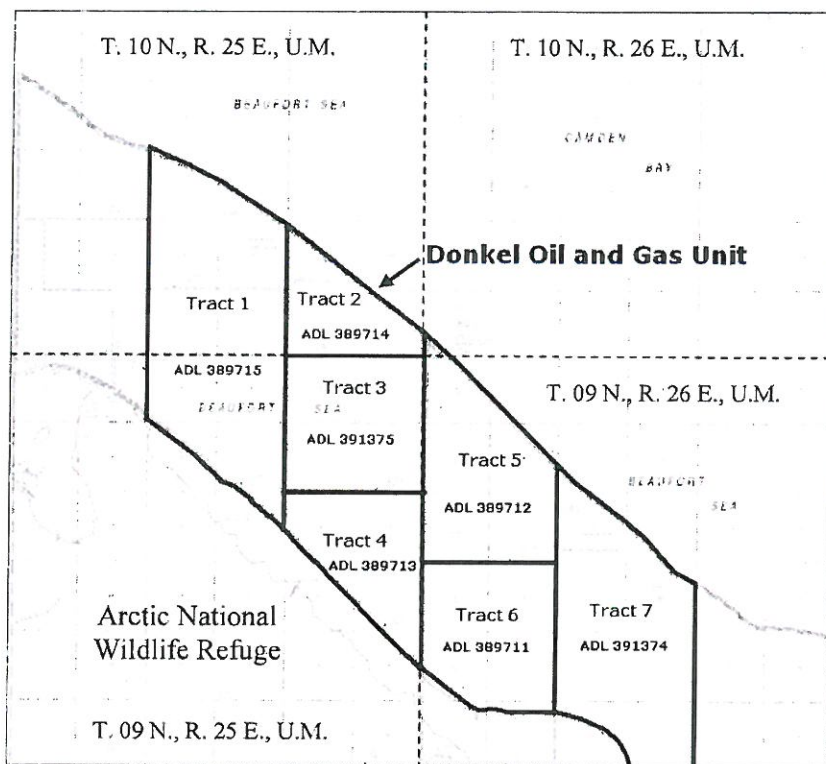 T. 10 N., R. 25 E., U.M.
T. 10 N., R. 26 E., U.M.
BEAUFORT SEA
CAMDEN
BAY
Donkel Oil and Gas Unit
Tract 1
Tract 2
ADL 389714
ADL 389715
Tract 3
T. 09 N., R. 26 E., U.M.
BEAUFORT SEA
ADL 391375
Tract 5
BEAUFORT
SEA
ADL 389712
Tract 4
ADL 389713
Arctic National
Wildlife Refuge
Tract 6
ADL 389711
Tract 7
ADL 391374
T. 09 N., R. 25 E., U.M.